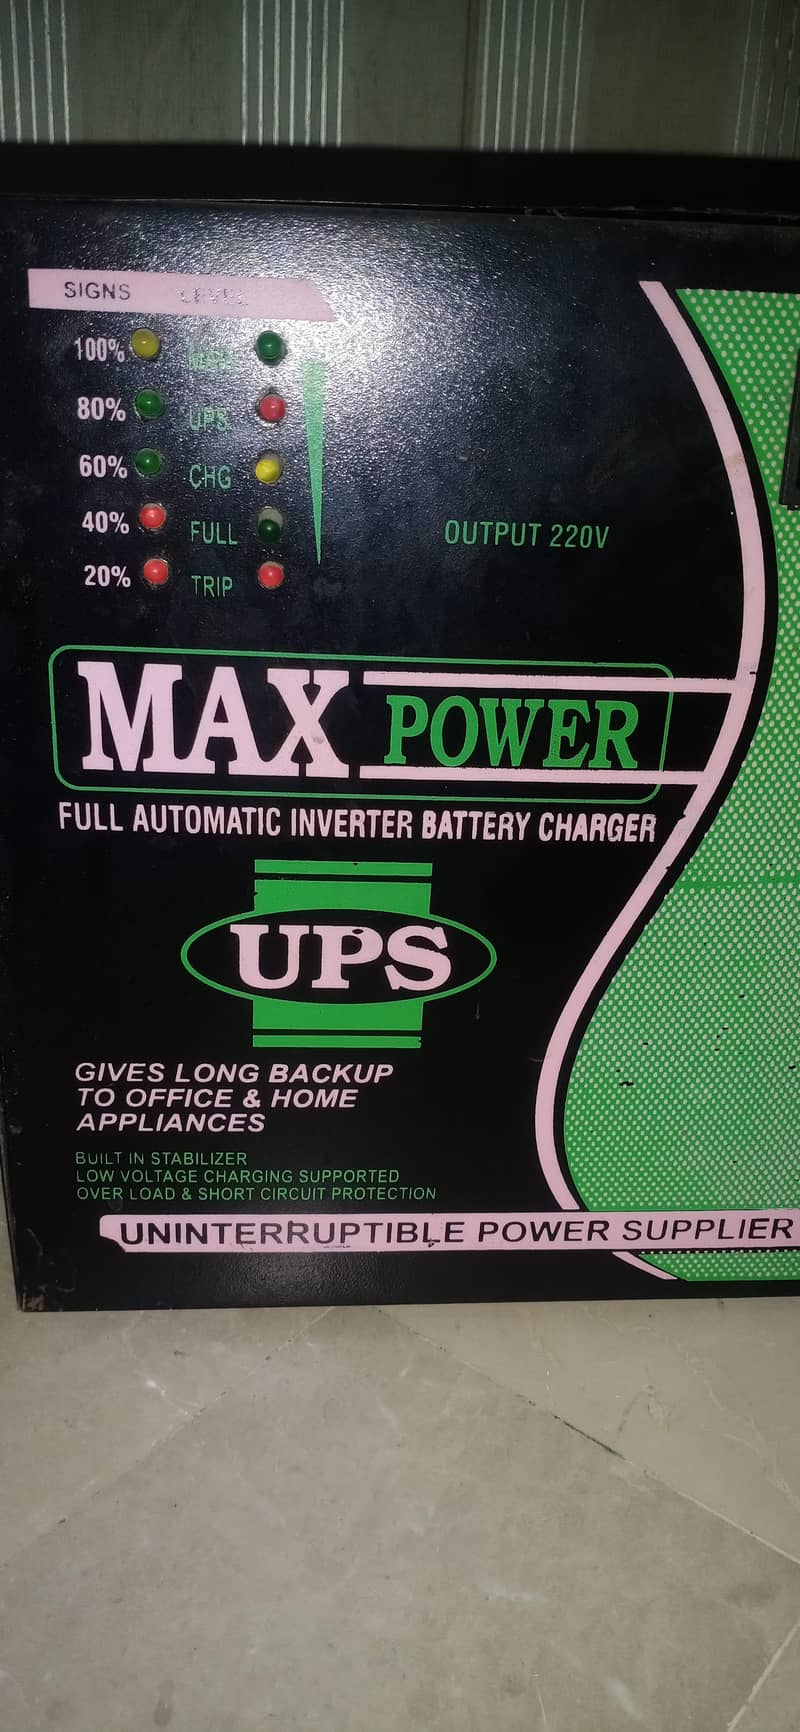 SIGNS LEVEL
100%
80% UPS
60% CHG
40% FULL
20% TRIP
OUTPUT 220V
MAX POWER
FULL AUTOMATIC INVERTER BATTERY CHARGER
UPS
GIVES LONG BACKUP
TO OFFICE & HOME
APPLIANCES
BUILT IN STABILIZER
LOW VOLTAGE CHARGING SUPPORTED
OVER LOAD & SHORT CIRCUIT PROTECTION
UNINTERRUPTIBLE POWER SUPPLIER